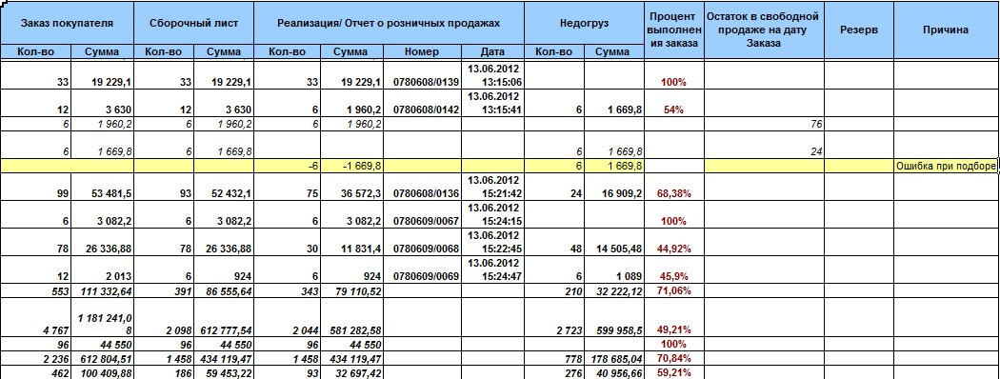 Заказ покупателя Сборочный лист Реализация/ Отчет о розничных продажах Недогруз Процент выполнен ия заказа Остаток в свободной продаже на дату Заказа Резерв Причина
Кол-во Сумма Кол-во Сумма Кол-во Сумма Номер Дата Кол-во Сумма
33 19 229,1 33 19 229,1 33 19 229,1 0780608/0139 13.06.2012 13:15:06 100%
12 3 630 12 3 630 6 1 960,2 0780608/0142 13.06.2012 13:15:41 6 1 669,8 54%
6 1 960,2 6 1 960,2 6 1 960,2 76
6 1 669,8 6 1 669,8 6 1 669,8 24
-6 -1 669,8 6 1 669,8 Ошибка при подборе
99 53 481,5 93 52 432,1 75 36 572,3 0780608/0136 13.06.2012 15:21:42 24 16 909,2 68,38%
6 3 082,2 6 3 082,2 6 3 082,2 0780609/0067 13.06.2012 15:24:15 100%
78 26 336,88 78 26 336,88 30 11 831,4 0780609/0068 13.06.2012 15:22:45 48 14 505,48 44,92%
12 2 013 6 924 6 924 0780609/0069 13.06.2012 15:24:47 6 1 089 45,9%
553 111 332,64 391 86 555,64 343 79 110,52 210 32 222,12 71,06%
4 767 1 181 241,0 8 2 098 612 777,54 2 044 581 282,58 2 723 599 958,5 49,21%
96 44 550 96 44 550 96 44 550 100%
2 236 612 804,51 1 458 434 119,47 1 458 434 119,47 778 178 685,04 70,84%
462 100 409,88 186 59 453,22 93 32 697,42 276 40 956,66 59,21%